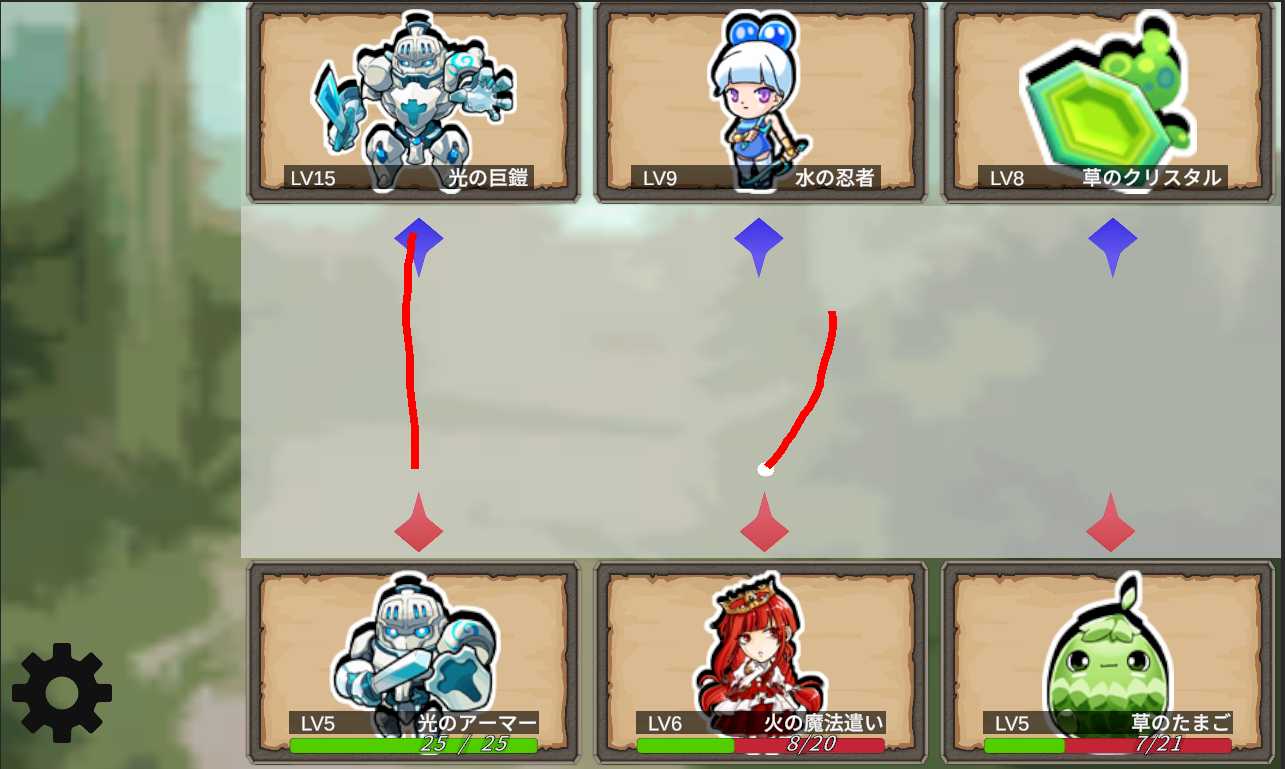 LV15 光の巨鎧
LV9 水の忍者
LV8 草のクリスタル
LV5 光のアーマー
25 / 25
LV6 火の魔法遣い
8/20
LV5 草のたまご
7/21